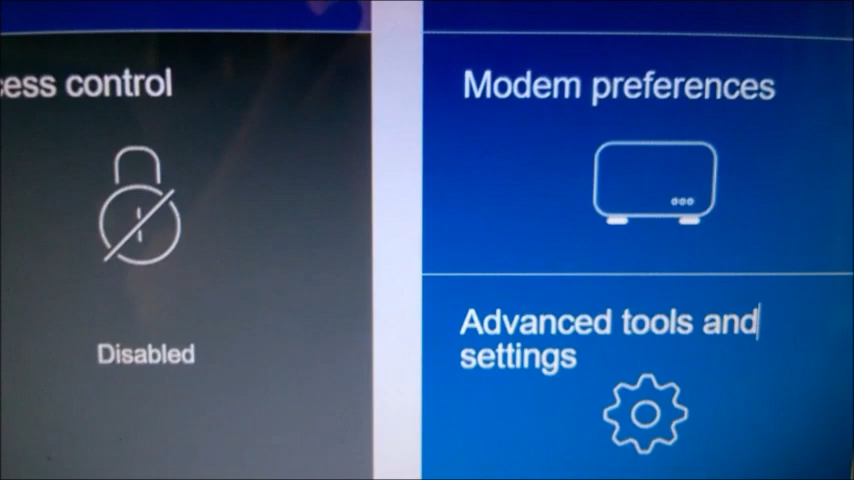 cess control
Disabled
Modem preferences
Advanced tools and
settings